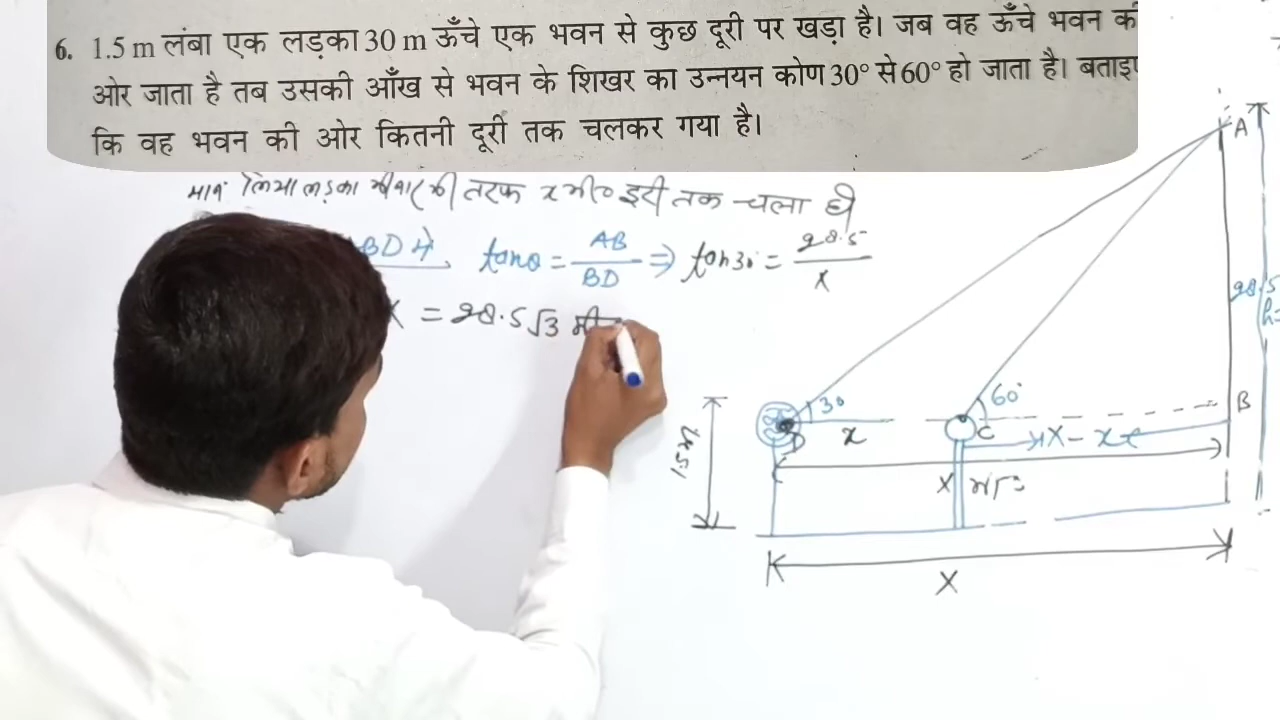 6. 1.5 m लंबा एक लड़का 30 m ऊँचे एक भवन से कुछ दूरी पर खड़ा है। जब वह ऊँचे भवन की
ओर जाता है तब उसकी आँख से भवन के शिखर का उन्नयन कोण 30° से 60° हो जाता है। बताइए
कि वह भवन की ओर कितनी दूरी तक चलकर गया है।
लड़का की तरफ x मी० दूरी तक चला है
BD में tanθ = AB/BD ⇒ tan30 = 28.5/x
x = 28.5√3
A
28.5
h=
30
60°
B
D
x
C
X - x
1.5
X
X